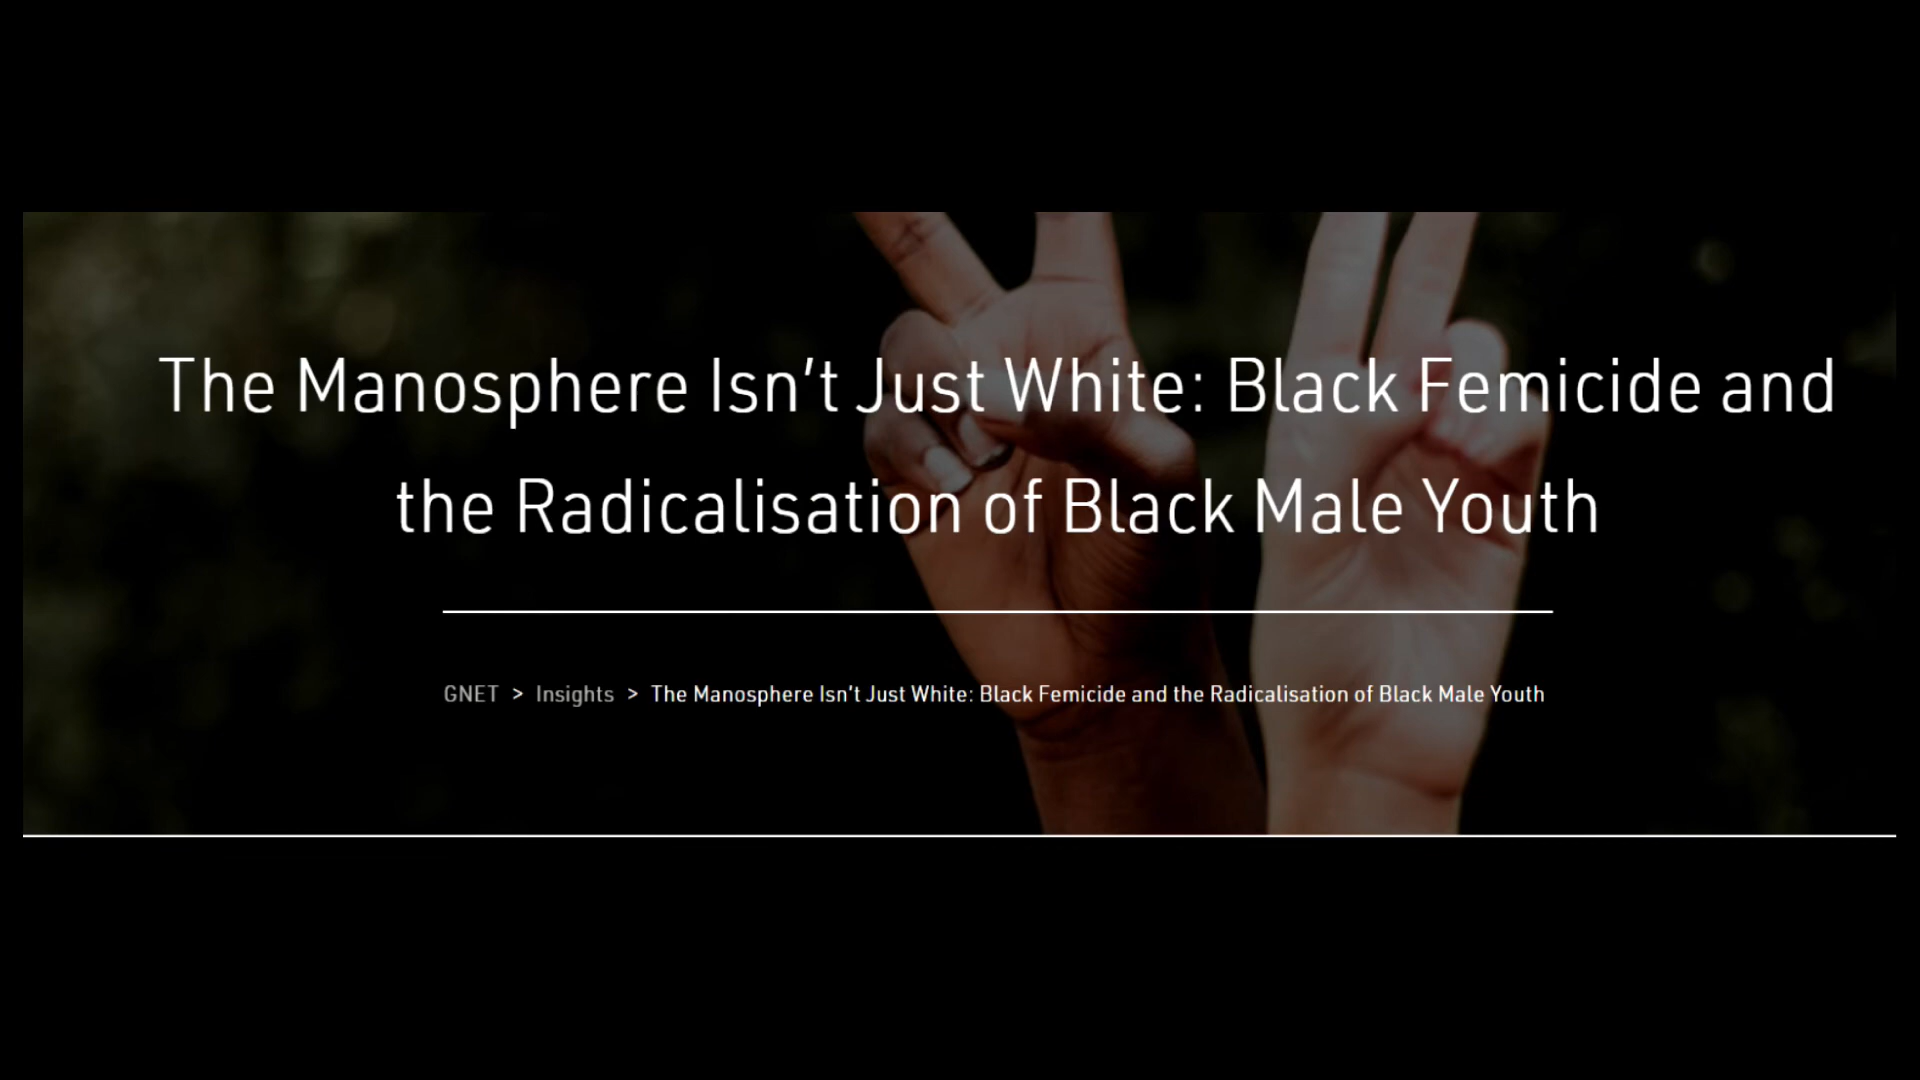 The Manosphere Isn't Just White: Black Femicide and
the Radicalisation of Black Male Youth
GNET > Insights > The Manosphere Isn't Just White: Black Femicide and the Radicalisation of Black Male Youth